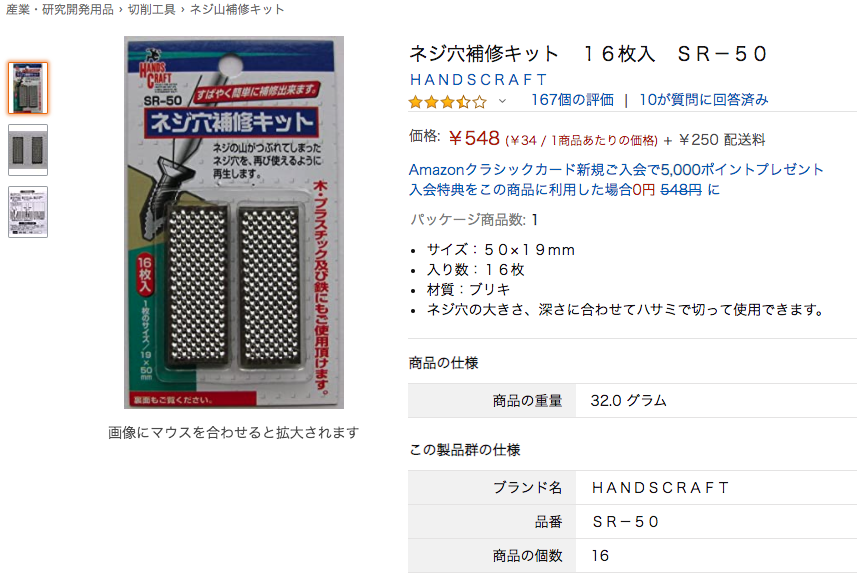 産業・研究開発用品 › 切削工具 › ネジ山補修キット
HANDS
CRAFT
SR-50
すばやく簡単に補修出来ます。
ネジ穴補修キット
ネジの山がつぶれてしまった
ネジ穴を、再び使えるように
再生します。
木・プラスチック及び鉄にもご使用頂けます。
16枚入
1枚のサイズ/19×50mm
裏面もご覧ください。
画像にマウスを合わせると拡大されます
ネジ穴補修キット　１６枚入　ＳＲ－５０
ＨＡＮＤＳＣＲＡＦＴ
167個の評価 | 10が質問に回答済み
価格: ￥548 (￥34 / 1商品あたりの価格) + ￥250 配送料
Amazonクラシックカード新規ご入会で5,000ポイントプレゼント
入会特典をこの商品に利用した場合0円 548円 に
パッケージ商品数: 1
• サイズ：５０×１９mm
• 入り数：１６枚
• 材質：ブリキ
• ネジ穴の大きさ、深さに合わせてハサミで切って使用できます。
商品の仕様
商品の重量 32.0 グラム
この製品群の仕様
ブランド名 ＨＡＮＤＳＣＲＡＦＴ
品番 ＳＲ－５０
商品の個数 16